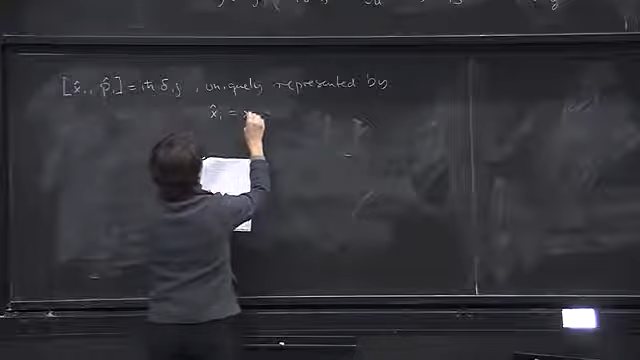 [x̂ᵢ, p̂ⱼ] = iħ δᵢⱼ, uniquely represented by
x̂ᵢ = x